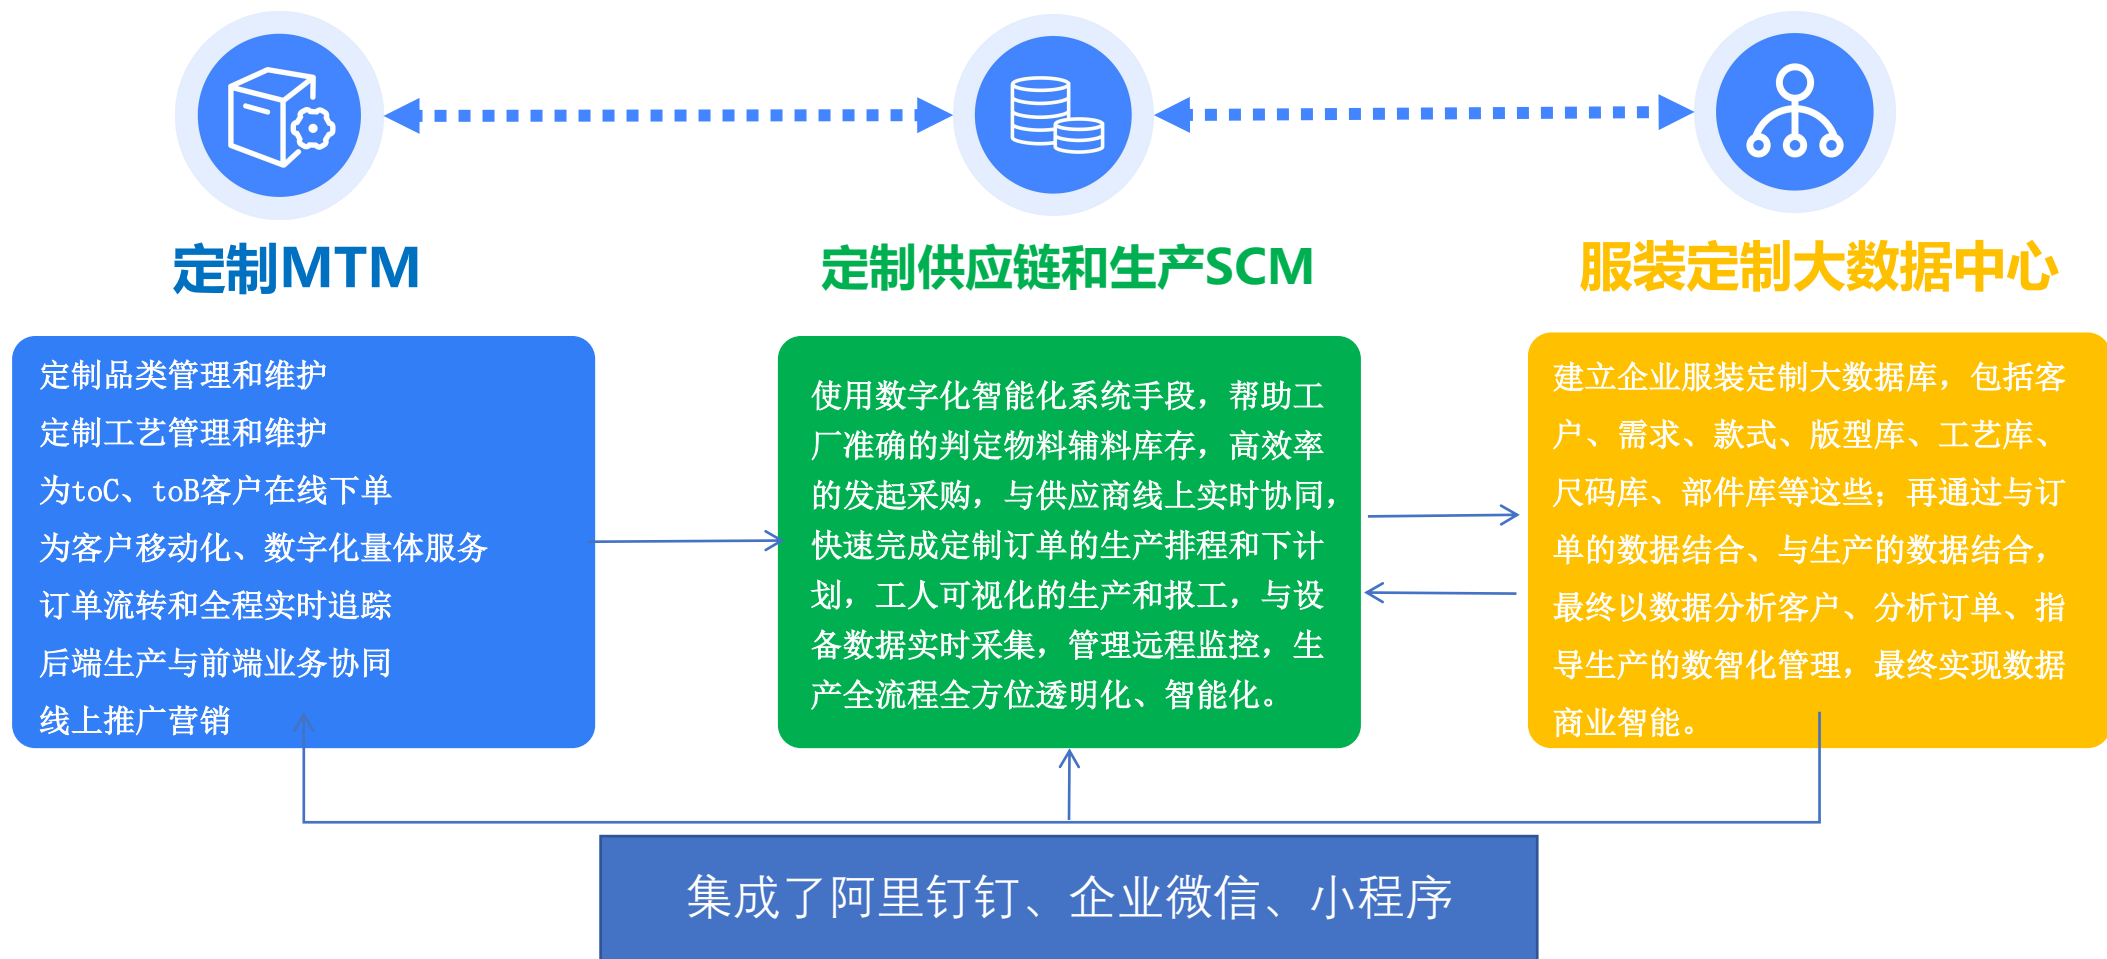 定制MTM
定制供应链和生产SCM
服装定制大数据中心
定制品类管理和维护
定制工艺管理和维护
为toC、toB客户在线下单
为客户移动化、数字化量体服务
订单流转和全程实时追踪
后端生产与前端业务协同
线上推广营销
使用数字化智能化系统手段，帮助工
厂准确的判定物料辅料库存，高效率
的发起采购，与供应商线上实时协同，
快速完成定制订单的生产排程和下计
划，工人可视化的生产和报工，与设
备数据实时采集，管理远程监控，生
产全流程全方位透明化、智能化。
建立企业服装定制大数据库，包括客
户、需求、款式、版型库、工艺库、
尺码库、部件库等这些；再通过与订
单的数据结合、与生产的数据结合，
最终以数据分析客户、分析订单、指
导生产的数智化管理，最终实现数据
商业智能。
集成了阿里钉钉、企业微信、小程序